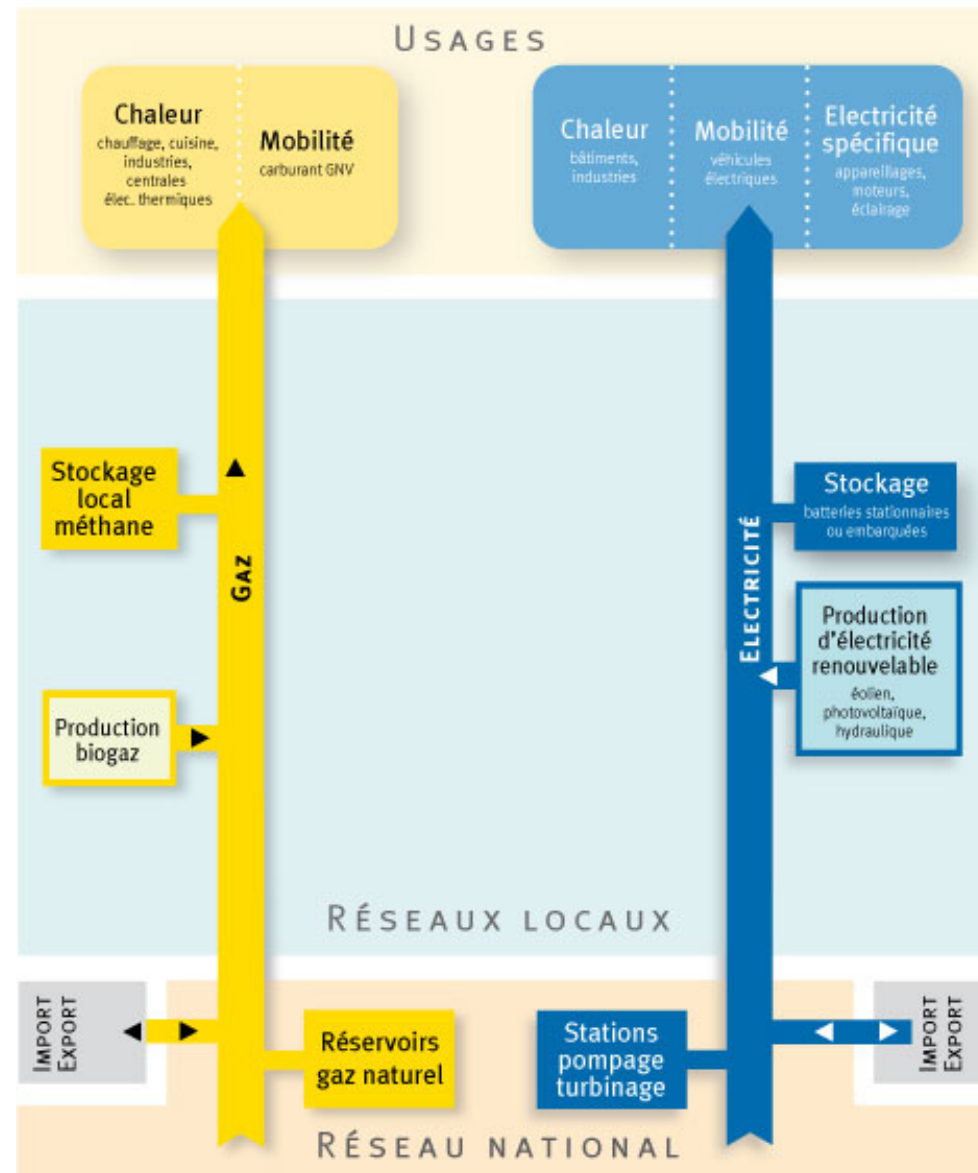 USAGES
Chaleur
chauffage, cuisine,
industries,
centrales
élec. thermiques
Mobilité
carburant GNV
Chaleur
bâtiments,
industries
Mobilité
véhicules
électriques
Electricité
spécifique
appareillages,
moteurs,
éclairage
Stockage
local
méthane
GAZ
Production
biogaz
ELECTRICITÉ
Stockage
batteries stationnaires
ou embarquées
Production
d'électricité
renouvelable
éolien,
photovoltaïque,
hydraulique
RÉSEAUX LOCAUX
IMPORT
EXPORT
Réservoirs
gaz naturel
Stations
pompage
turbinage
IMPORT
EXPORT
RÉSEAU NATIONAL